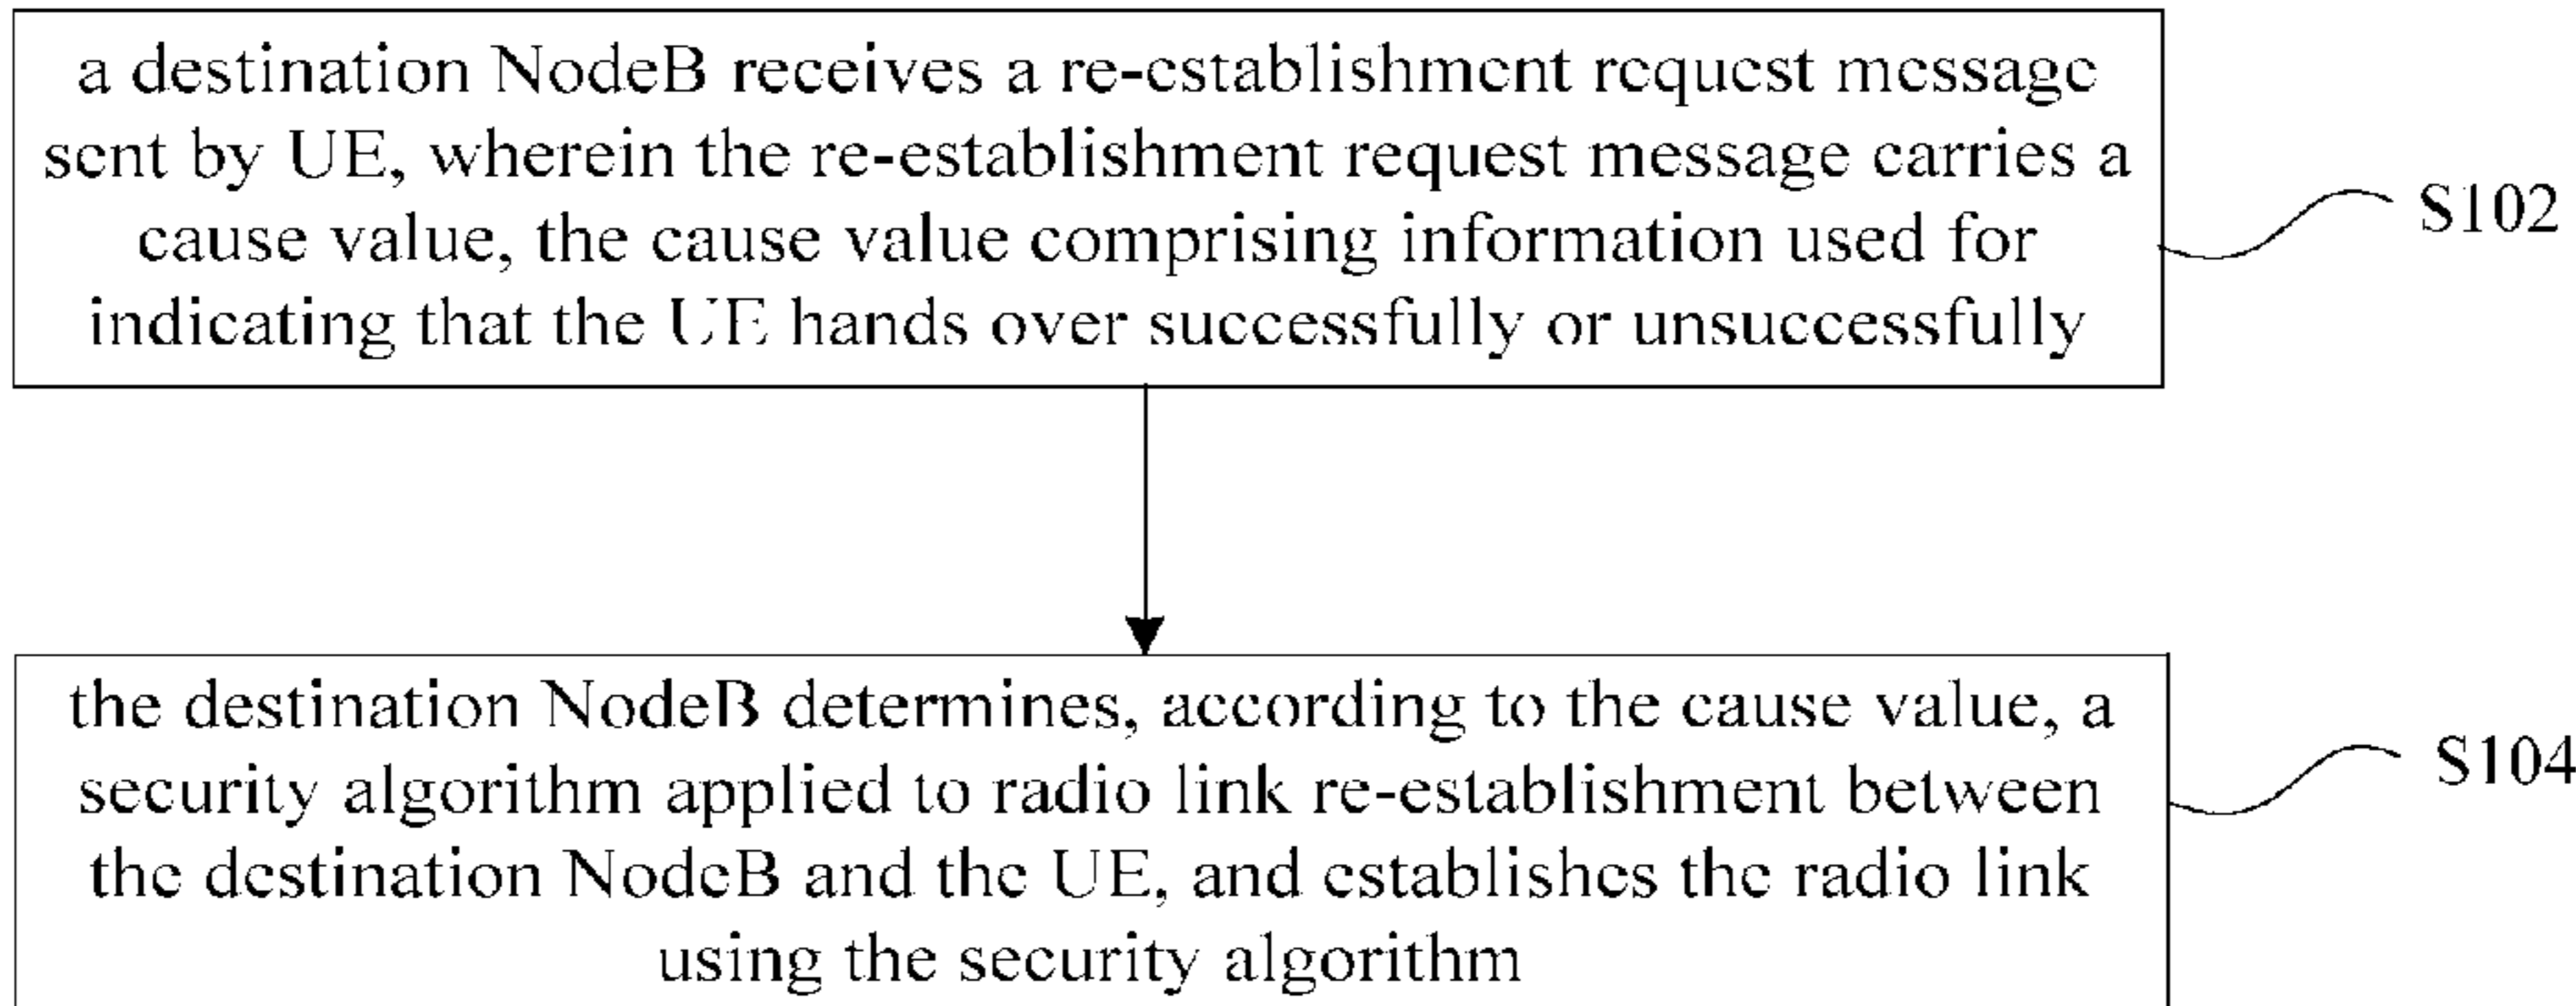 a destination NodeB receives a re-establishment request message
sent by UE, wherein the re-establishment request message carries a
cause value, the cause value comprising information used for
indicating that the UE hands over successfully or unsuccessfully
S102
the destination NodeB determines, according to the cause value, a
security algorithm applied to radio link re-establishment between
the destination NodeB and the UE, and establishes the radio link
using the security algorithm
S104